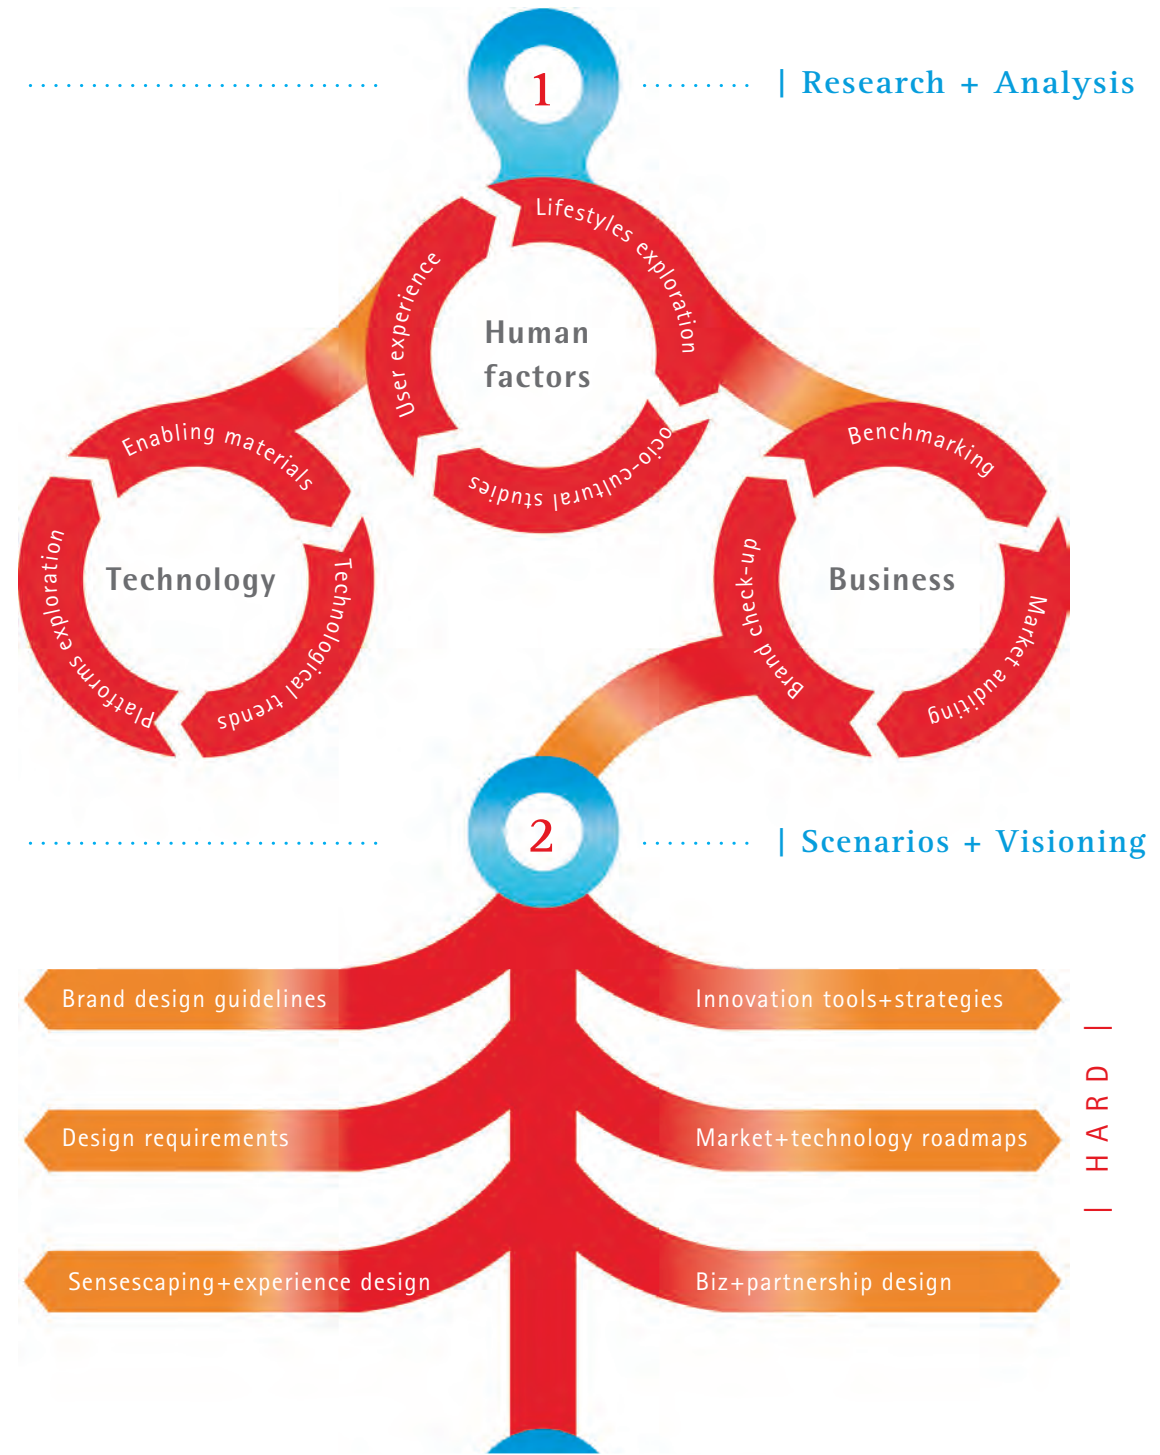 1
| Research + Analysis
Lifestyles exploration
User experience
Human
factors
ocio-cultural studies
Enabling materials
Benchmarking
Platforms exploration
Technology
Technological trends
Brand check-up
Business
Market auditing
2
| Scenarios + Visioning
Brand design guidelines
Innovation tools+strategies
Design requirements
Market+technology roadmaps
| HARD |
Sensescaping+experience design
Biz+partnership design